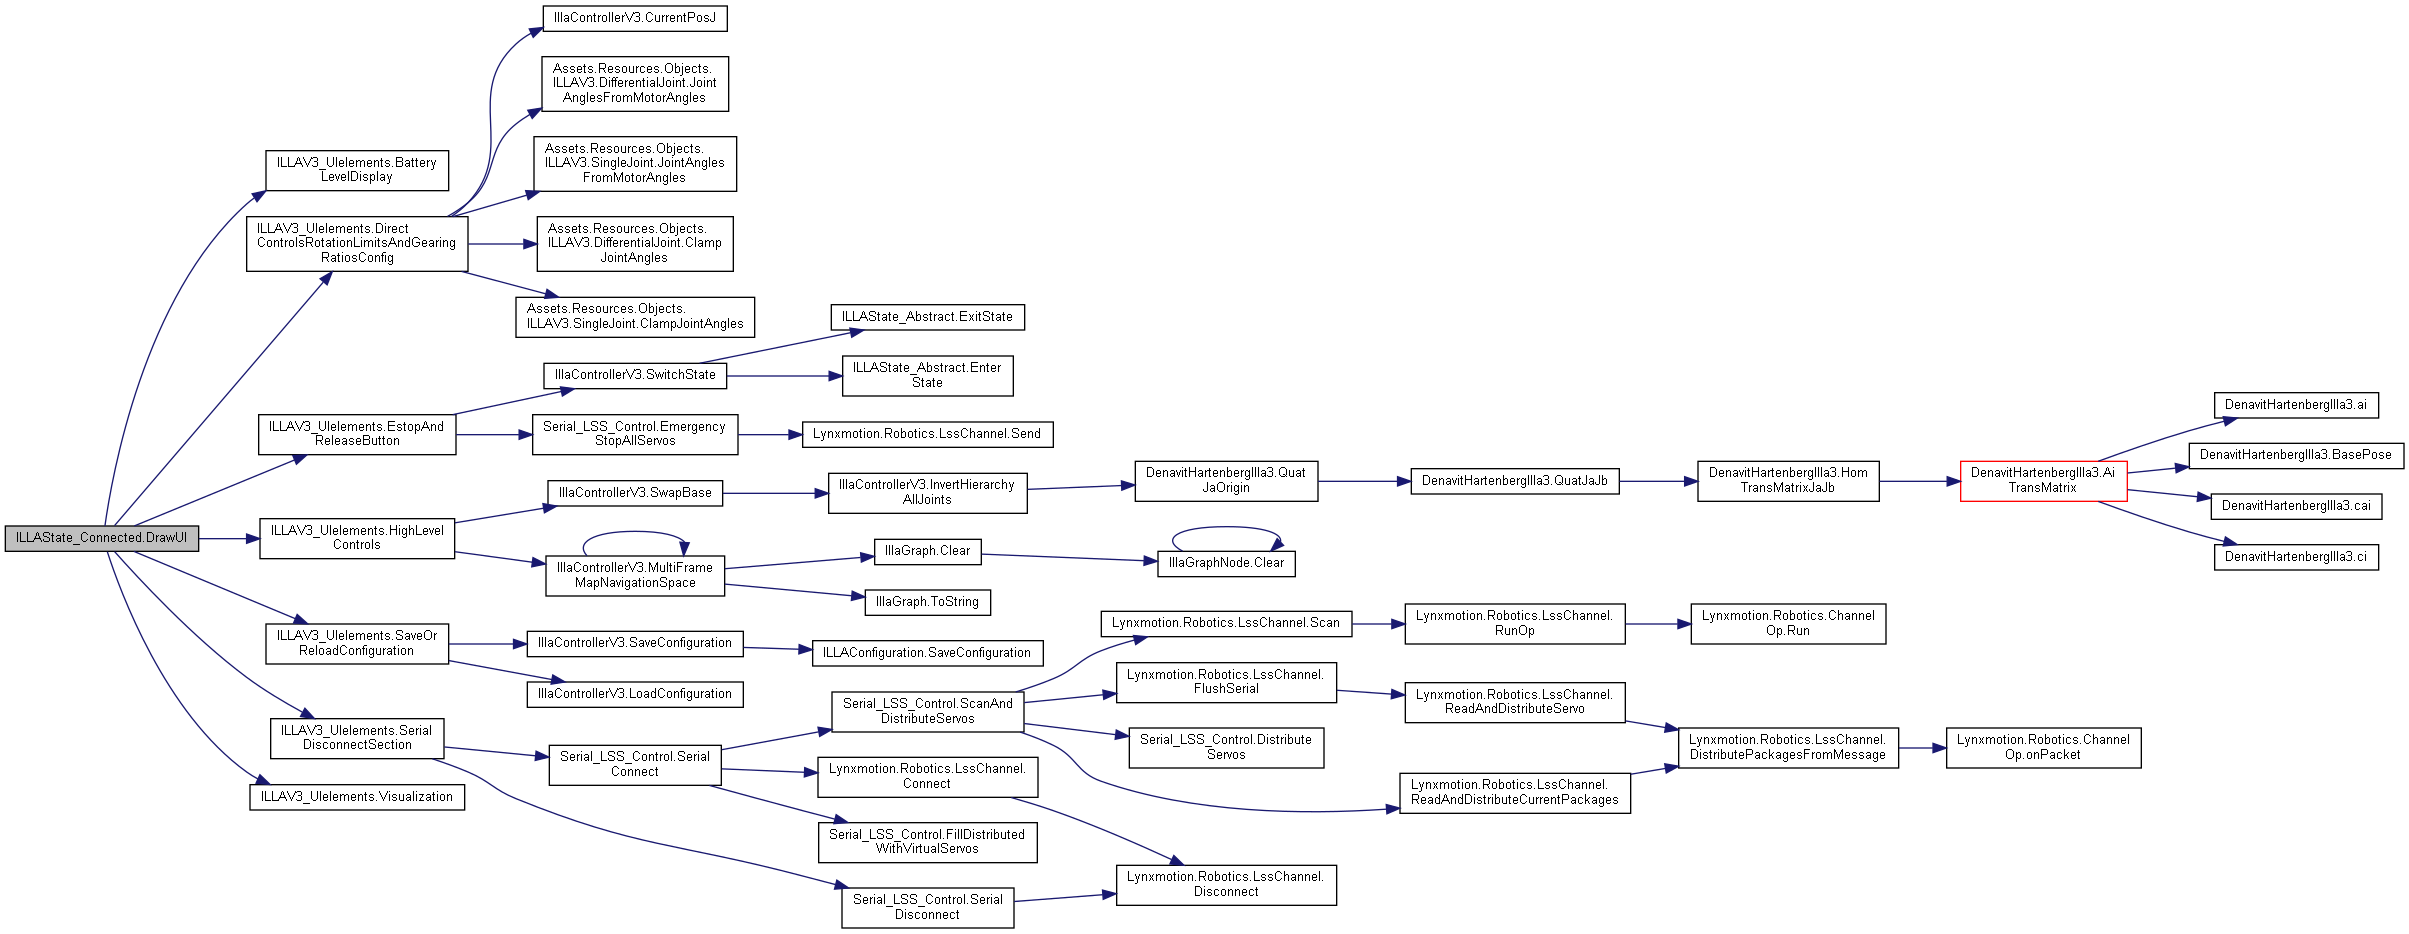 ILLAState_Connected.DrawUI
ILLAV3_UIelements.Battery
LevelDisplay
ILLAV3_UIelements.Direct
ControlsRotationLimitsAndGearing
RatiosConfig
IllaControllerV3.CurrentPosJ
Assets.Resources.Objects.
ILLAV3.DifferentialJoint.Joint
AnglesFromMotorAngles
Assets.Resources.Objects.
ILLAV3.SingleJoint.JointAngles
FromMotorAngles
Assets.Resources.Objects.
ILLAV3.DifferentialJoint.Clamp
JointAngles
Assets.Resources.Objects.
ILLAV3.SingleJoint.ClampJointAngles
ILLAV3_UIelements.EstopAnd
ReleaseButton
IllaControllerV3.SwitchState
ILLAState_Abstract.ExitState
ILLAState_Abstract.Enter
State
Serial_LSS_Control.Emergency
StopAllServos
Lynxmotion.Robotics.LssChannel.Send
ILLAV3_UIelements.HighLevel
Controls
IllaControllerV3.SwapBase
IllaControllerV3.InvertHierarchy
AllJoints
DenavitHartenbergIlla3.Quat
JaOrigin
DenavitHartenbergIlla3.QuatJaJb
DenavitHartenbergIlla3.Hom
TransMatrixJaJb
DenavitHartenbergIlla3.Ai
TransMatrix
DenavitHartenbergIlla3.ai
DenavitHartenbergIlla3.BasePose
DenavitHartenbergIlla3.cai
DenavitHartenbergIlla3.ci
IllaControllerV3.MultiFrame
MapNavigationSpace
IllaGraph.Clear
IllaGraphNode.Clear
IllaGraph.ToString
ILLAV3_UIelements.SaveOr
ReloadConfiguration
IllaControllerV3.SaveConfiguration
ILLAConfiguration.SaveConfiguration
IllaControllerV3.LoadConfiguration
ILLAV3_UIelements.Serial
DisconnectSection
Serial_LSS_Control.Serial
Connect
Serial_LSS_Control.ScanAnd
DistributeServos
Lynxmotion.Robotics.LssChannel.Scan
Lynxmotion.Robotics.LssChannel.
RunOp
Lynxmotion.Robotics.Channel
Op.Run
Lynxmotion.Robotics.LssChannel.
FlushSerial
Lynxmotion.Robotics.LssChannel.
ReadAndDistributeServo
Serial_LSS_Control.Distribute
Servos
Lynxmotion.Robotics.LssChannel.
ReadAndDistributeCurrentPackages
Lynxmotion.Robotics.LssChannel.
DistributePackagesFromMessage
Lynxmotion.Robotics.Channel
Op.onPacket
Lynxmotion.Robotics.LssChannel.
Connect
Serial_LSS_Control.FillDistributed
WithVirtualServos
Serial_LSS_Control.Serial
Disconnect
Lynxmotion.Robotics.LssChannel.
Disconnect
ILLAV3_UIelements.Visualization